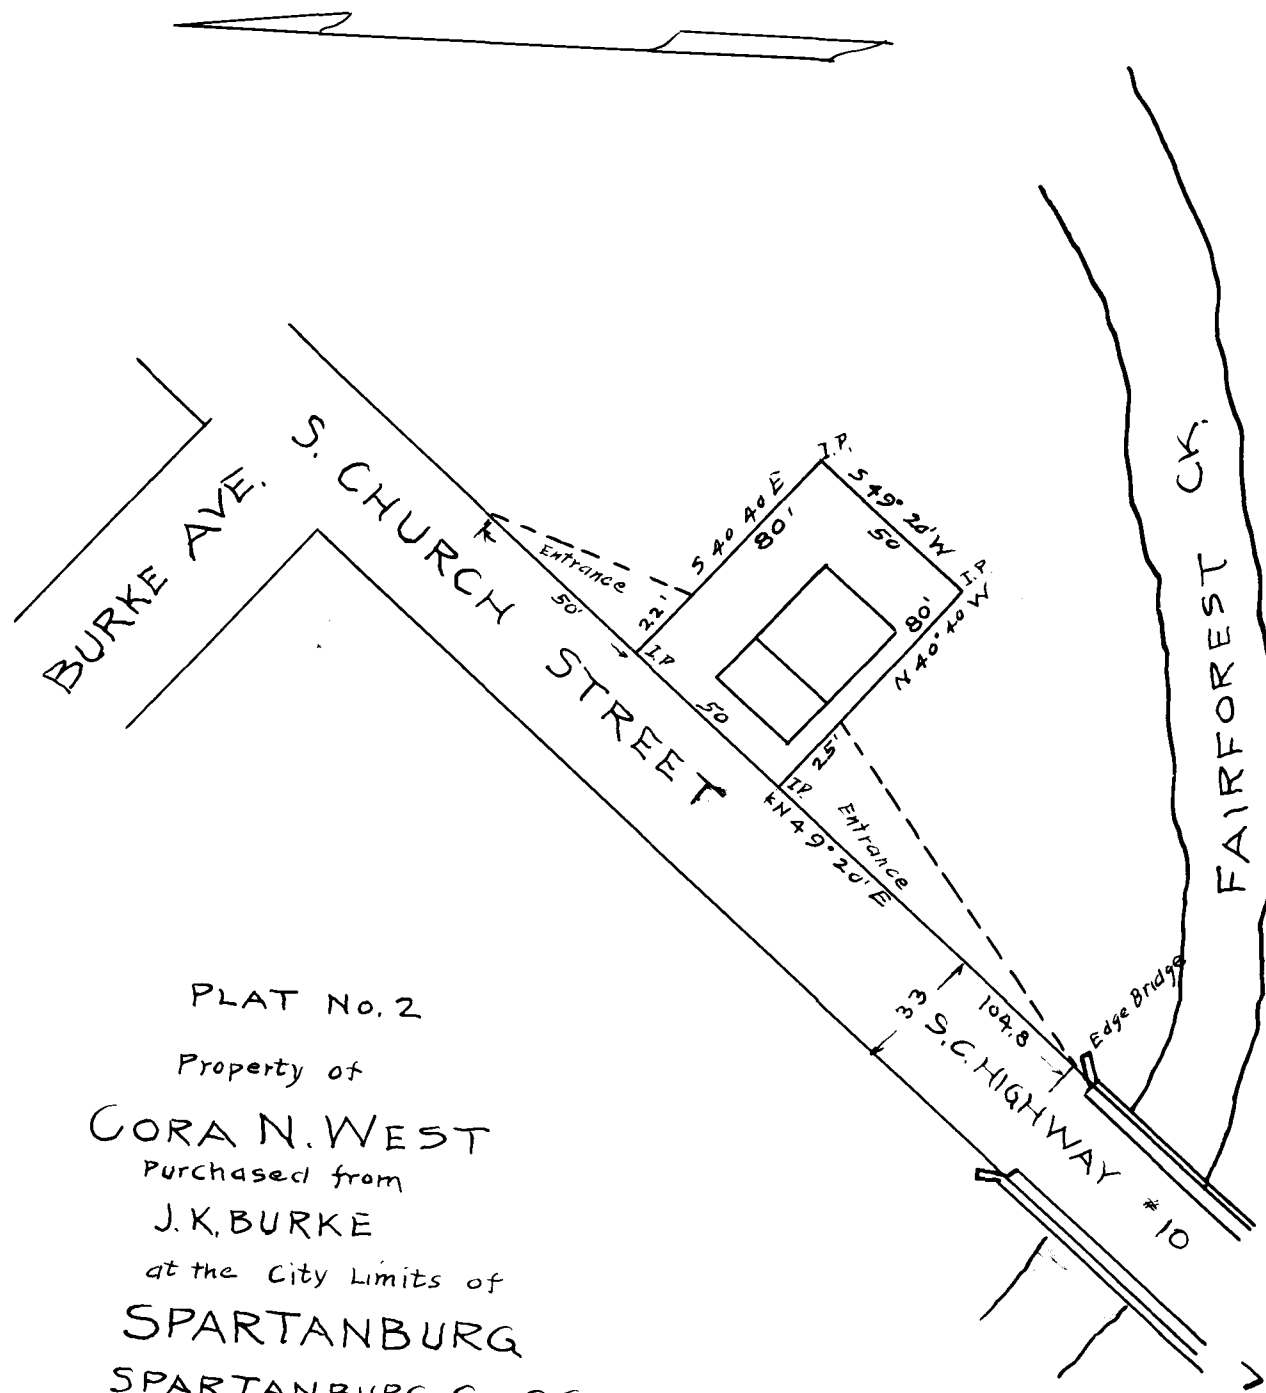 S. CHURCH STREET
BURKE AVE.
Entrance
50'
22'
I.P.
S 40 40 E
80'
I.P.
S 49° 20' W
50
I.P.
80'
N 40° 40 W
50
25'
I.P.
N 49° 20' E
Entrance
FAIRFOREST CK.
33
104.8
Edge Bridge
S.C. HIGHWAY #10
PLAT No. 2
Property of
CORA N. WEST
Purchased from
J.K. BURKE
at the City Limits of
SPARTANBURG